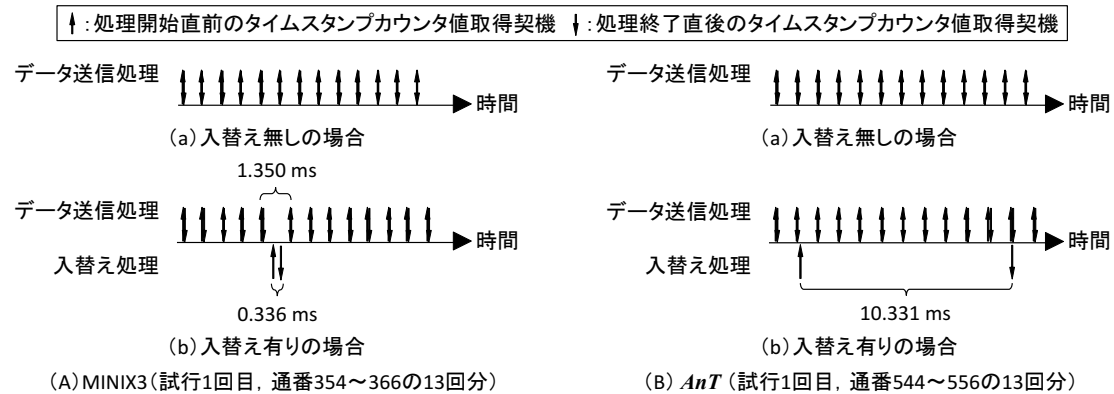 ：処理開始直前のタイムスタンプカウンタ値取得契機 ：処理終了直後のタイムスタンプカウンタ値取得契機
データ送信処理
時間
(a)入替え無しの場合
1.350 ms
データ送信処理
時間
入替え処理
0.336 ms
(b)入替え有りの場合
(A)MINIX3(試行1回目，通番354～366の13回分)
データ送信処理
時間
(a)入替え無しの場合
データ送信処理
時間
入替え処理
10.331 ms
(b)入替え有りの場合
(B) AnT (試行1回目，通番544～556の13回分)